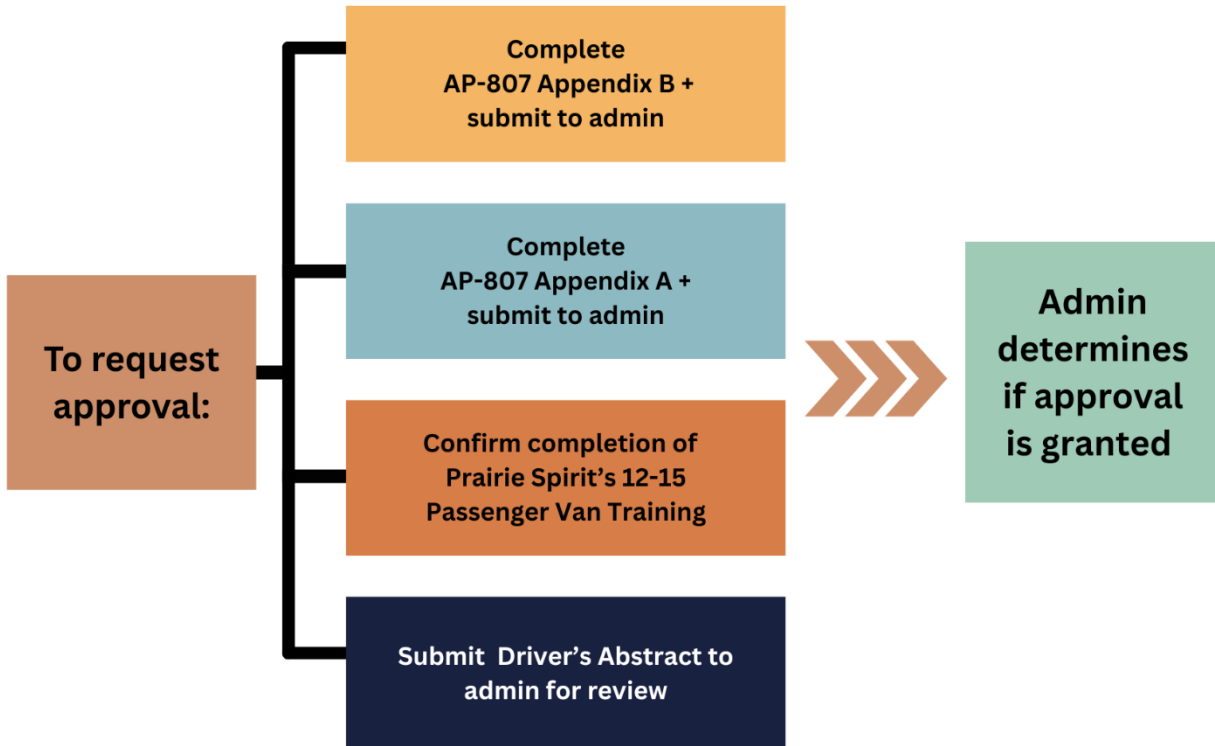 To request
approval:
Complete
AP-807 Appendix B +
submit to admin
Complete
AP-807 Appendix A +
submit to admin
Confirm completion of
Prairie Spirit's 12-15
Passenger Van Training
Submit Driver's Abstract to
admin for review
Admin
determines
if approval
is granted